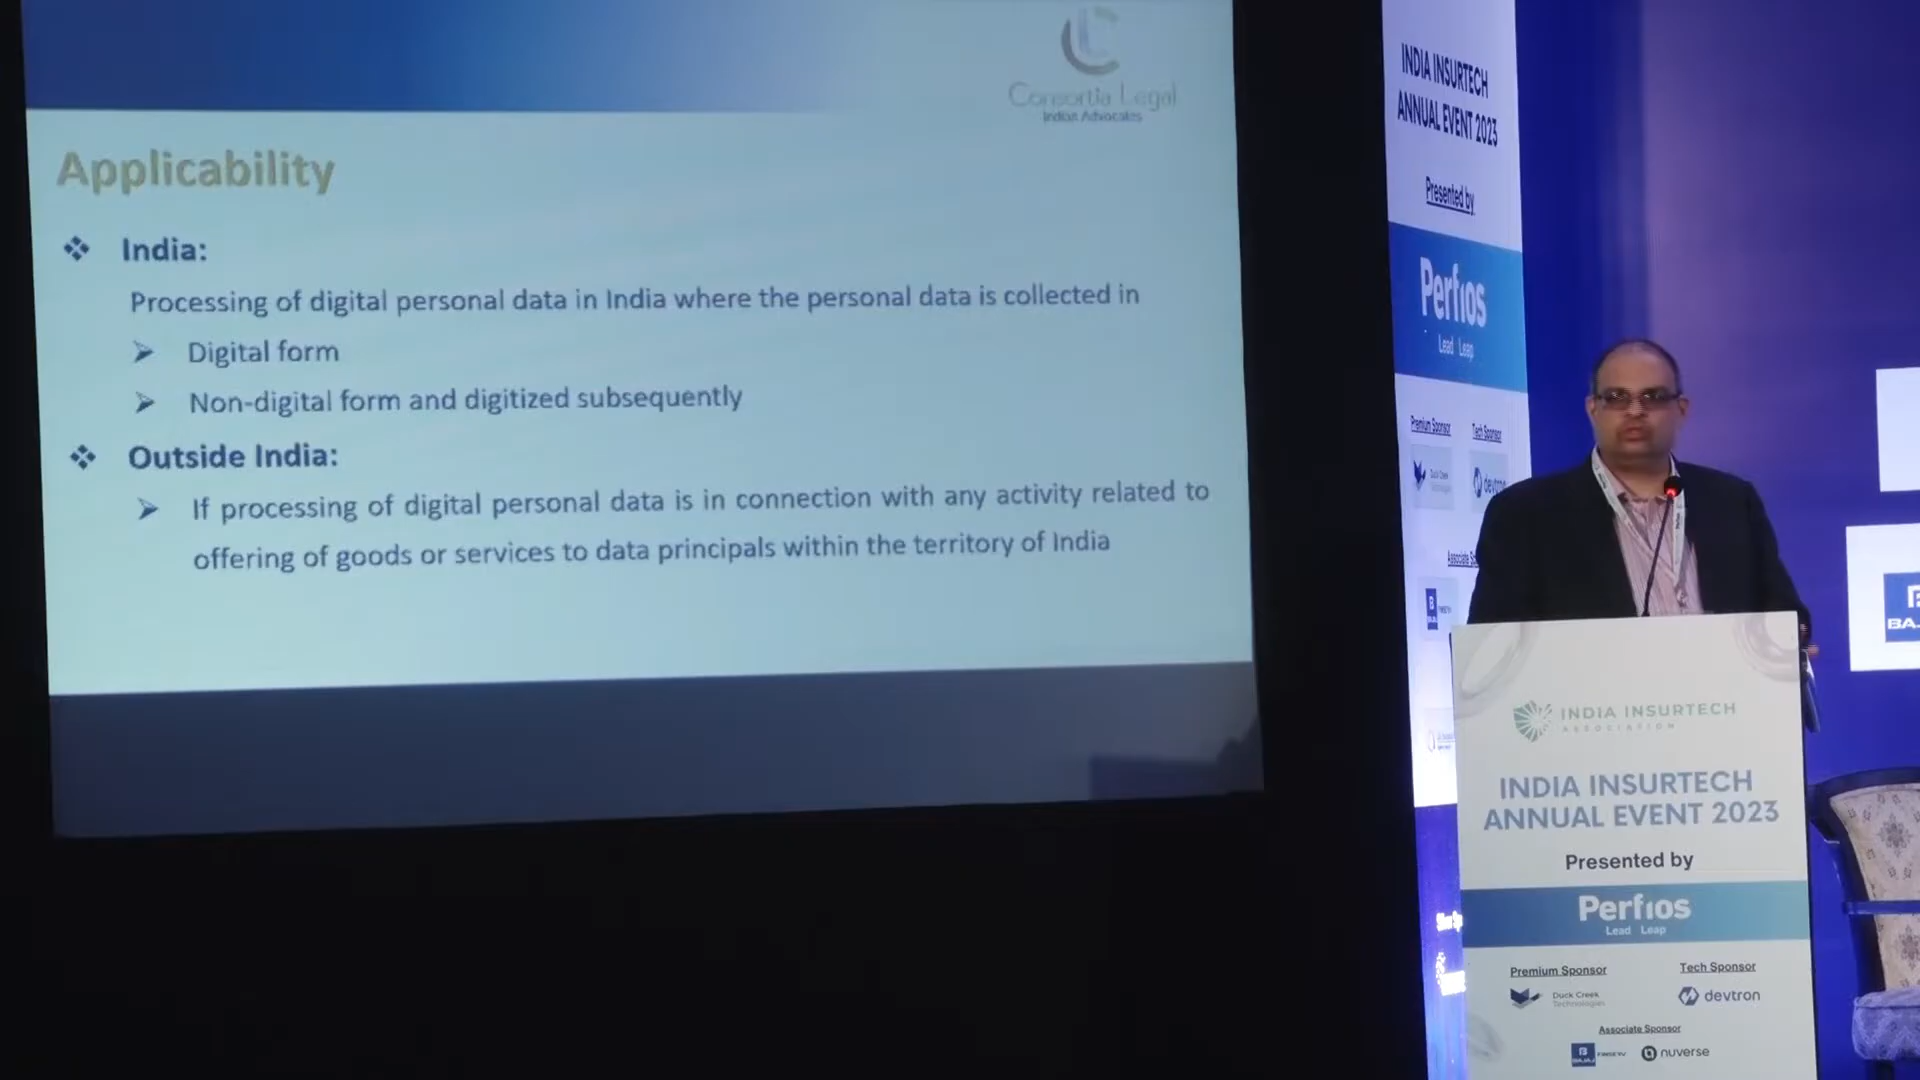 Consortia Legal
Indian Advocates
Applicability
India:
Processing of digital personal data in India where the personal data is collected in
Digital form
Non-digital form and digitized subsequently
Outside India:
If processing of digital personal data is in connection with any activity related to
offering of goods or services to data principals within the territory of India
INDIA INSURTECH
ANNUAL EVENT 2023
Presented by
Perfios
Lead Leap
Premium Sponsor
Tech Sponsor
Duck Creek
Technologies
devtron
Associate
BAJAJ
INDIA INSURTECH
ASSOCIATION
INDIA INSURTECH
ANNUAL EVENT 2023
Presented by
Perfios
Lead Leap
Premium Sponsor
Tech Sponsor
Duck Creek
Technologies
devtron
Associate Sponsor
BAJAJ
nuverse